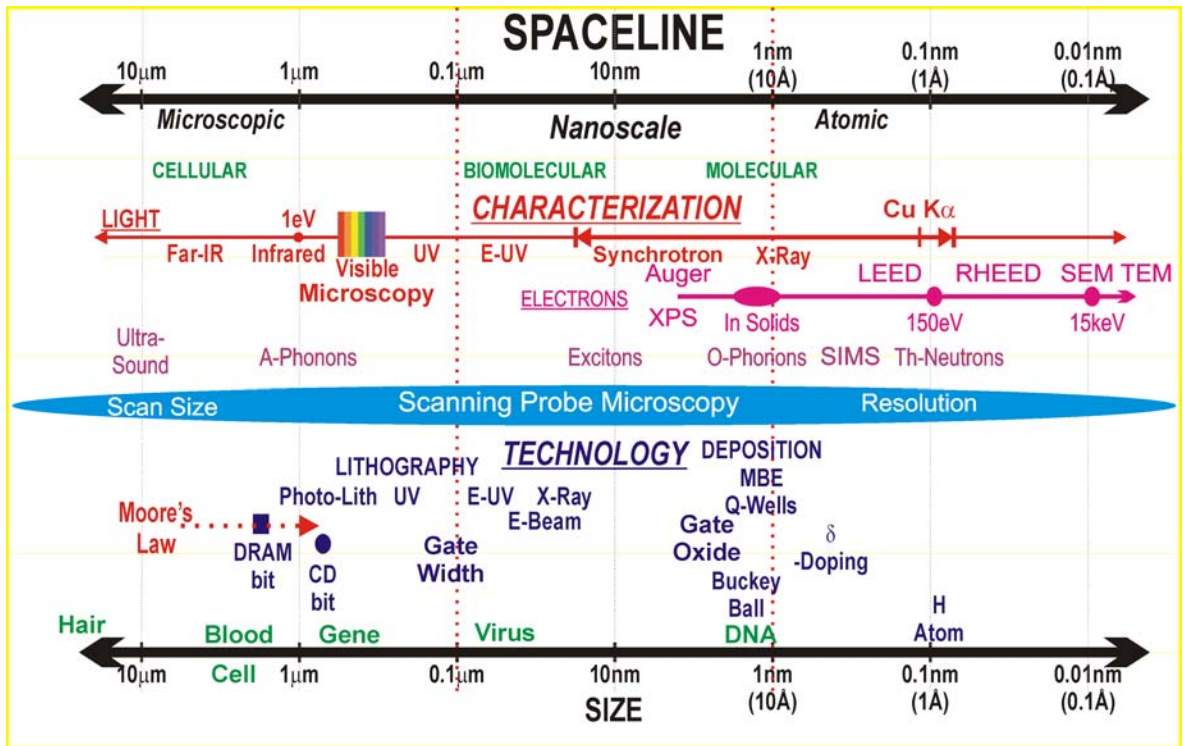 SPACELINE
10μm 1μm 0.1μm 10nm 1nm 0.1nm 0.01nm
(10Å) (1Å) (0.1Å)
Microscopic Nanoscale Atomic
CELLULAR BIOMOLECULAR MOLECULAR
LIGHT 1eV CHARACTERIZATION Cu Kα
Far-IR Infrared Visible UV E-UV Synchrotron X-Ray
Microscopy
Auger LEED RHEED SEM TEM
ELECTRONS
XPS In Solids 150eV 15keV
Ultra-
Sound
A-Phonons Excitons O-Phonons SIMS Th-Neutrons
Scan Size Scanning Probe Microscopy Resolution
TECHNOLOGY
LITHOGRAPHY
Photo-Lith UV E-UV X-Ray
E-Beam
DEPOSITION
MBE
Q-Wells
Moore's
Law
DRAM
bit
CD
bit
Gate
Width
Gate
Oxide
δ
-Doping
Buckey
Ball
H
Atom
Hair Blood Gene Virus DNA
Cell
10μm 1μm 0.1μm 10nm 1nm 0.1nm 0.01nm
(10Å) (1Å) (0.1Å)
SIZE